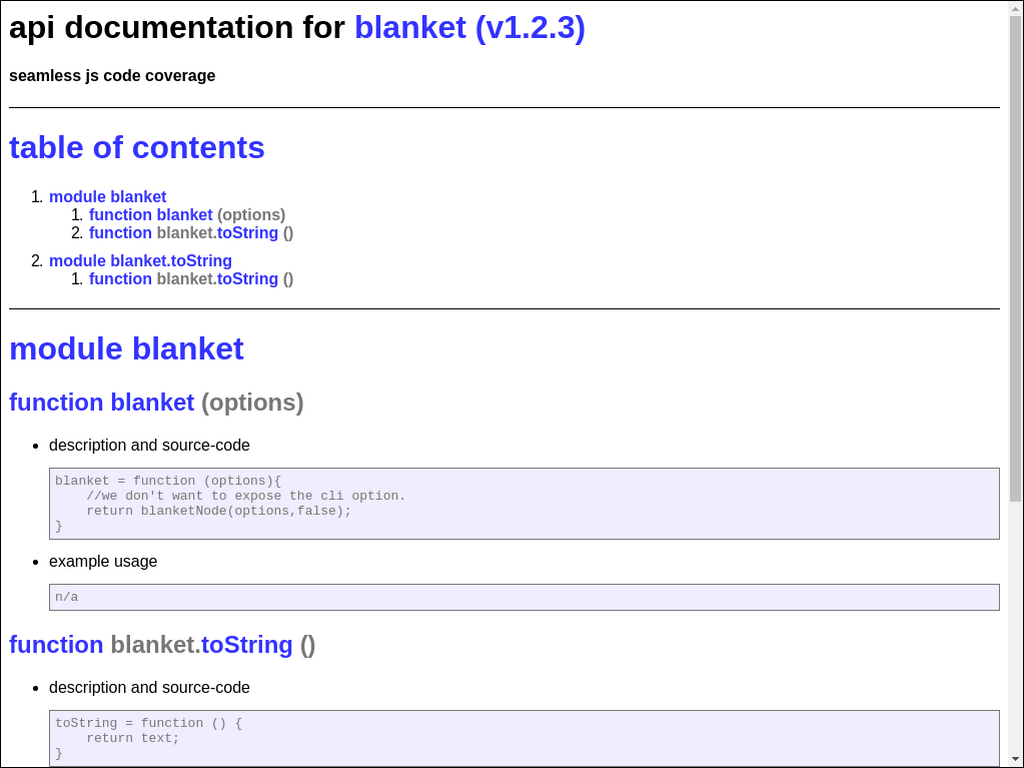 api documentation for blanket (v1.2.3)
seamless js code coverage
table of contents
1. module blanket
1. function blanket (options)
2. function blanket.toString ()
2. module blanket.toString
1. function blanket.toString ()
module blanket
function blanket (options)
• description and source-code
blanket = function (options){
    //we don't want to expose the cli option.
    return blanketNode(options,false);
}
• example usage
n/a
function blanket.toString ()
• description and source-code
toString = function () {
    return text;
}